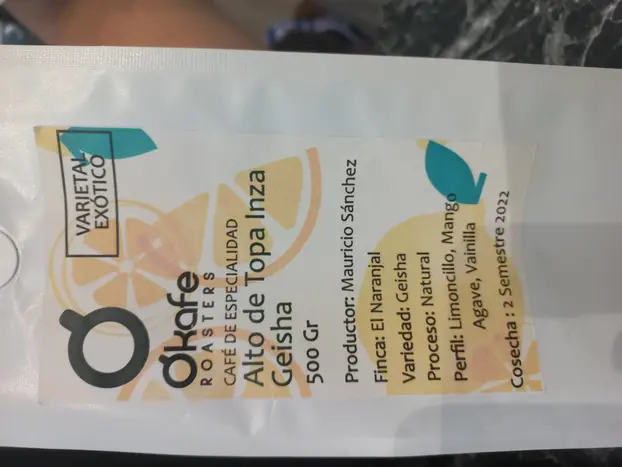 VARIETAL
EXÓTICO
Okafe
ROASTERS
CAFÉ DE ESPECIALIDAD
Alto de Topa Inza
Geisha
500 Gr
Productor: Mauricio Sánchez
Finca: El Naranjal
Variedad: Geisha
Proceso: Natural
Perfil: Limoncillo, Mango
Agave, Vainilla
Cosecha : 2 Semestre 2022